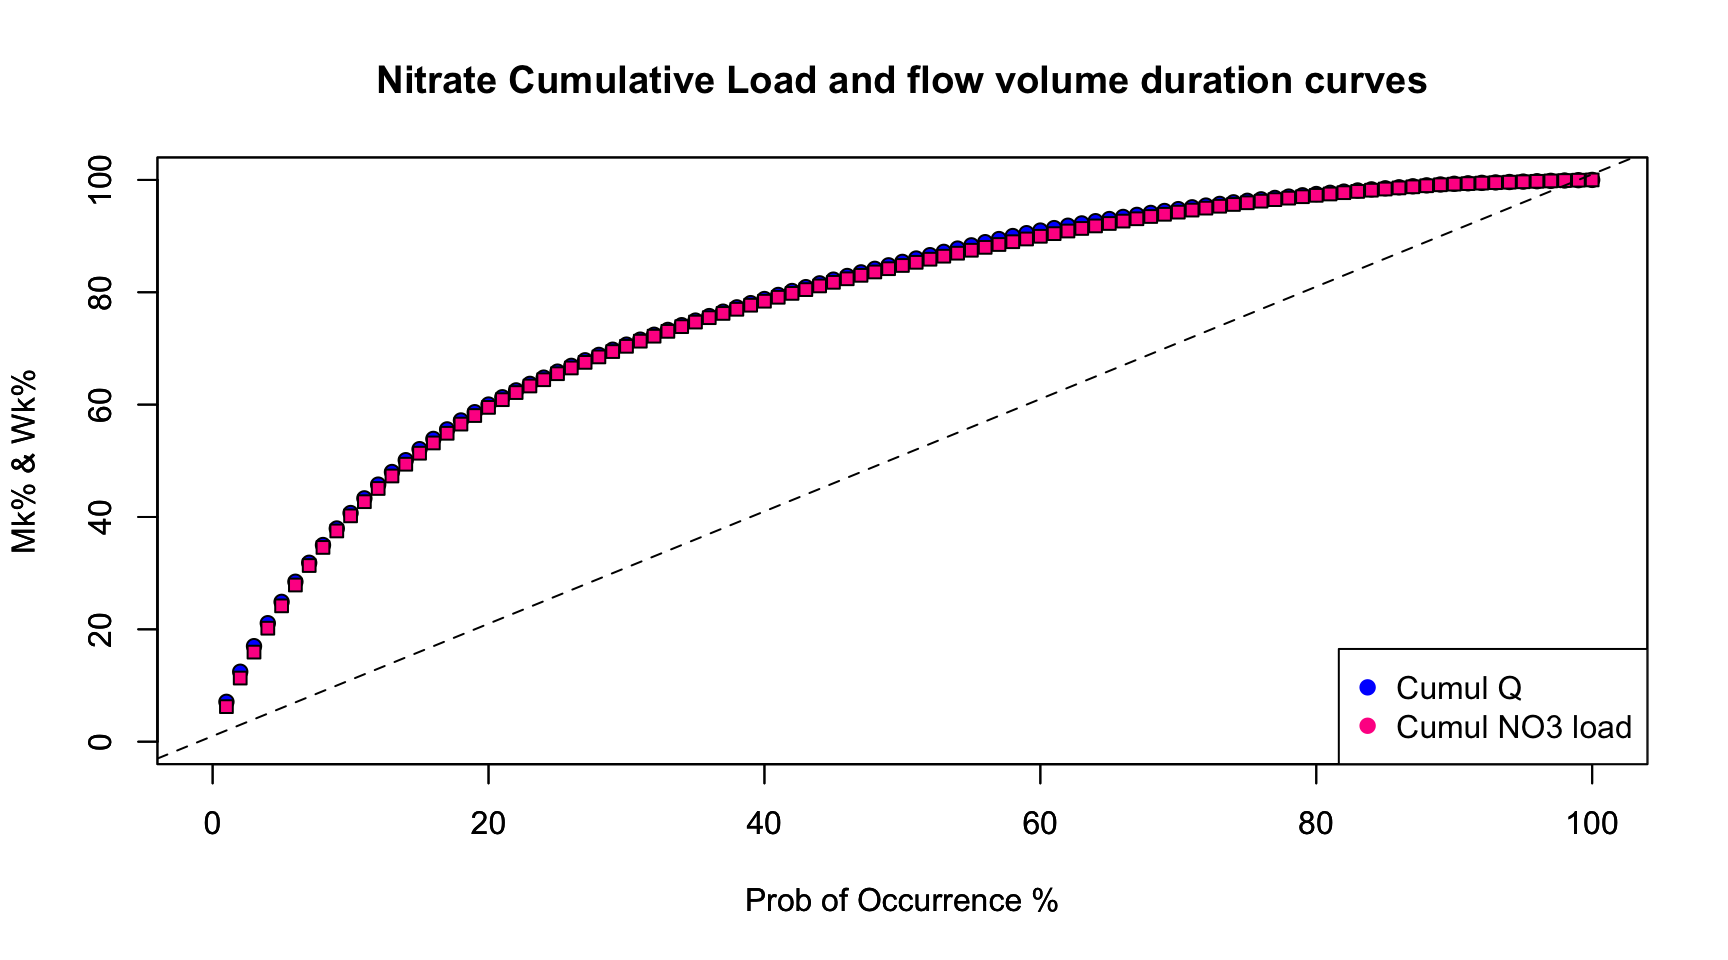 Nitrate Cumulative Load and flow volume duration curves
Mk% & Wk%
100
80
60
40
20
0
0 20 40 60 80 100
Prob of Occurrence %
Cumul Q
Cumul NO3 load